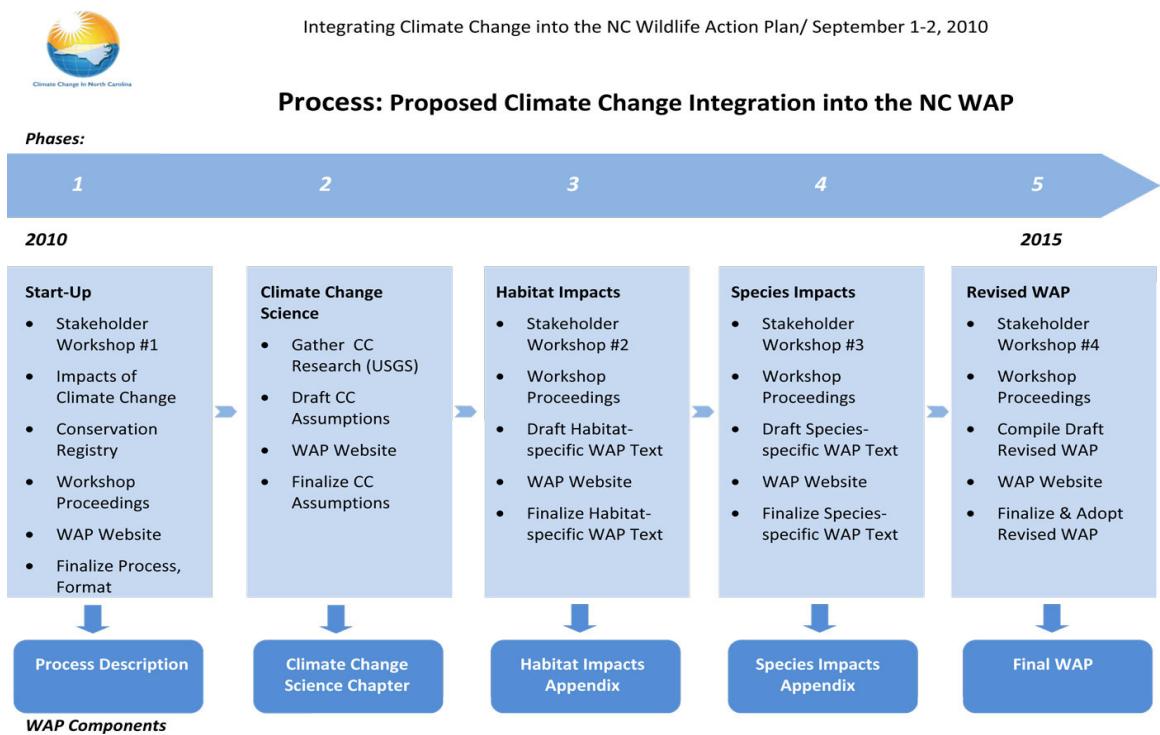 Integrating Climate Change into the NC Wildlife Action Plan/ September 1-2, 2010
Climate Change in North Carolina
Process: Proposed Climate Change Integration into the NC WAP
Phases:
1
2
3
4
5
2010
2015
Start-Up
• Stakeholder
Workshop #1
• Impacts of
Climate Change
• Conservation
Registry
• Workshop
Proceedings
• WAP Website
• Finalize Process,
Format
Climate Change
Science
• Gather CC
Research (USGS)
• Draft CC
Assumptions
• WAP Website
• Finalize CC
Assumptions
Habitat Impacts
• Stakeholder
Workshop #2
• Workshop
Proceedings
• Draft Habitat-
specific WAP Text
• WAP Website
• Finalize Habitat-
specific WAP Text
Species Impacts
• Stakeholder
Workshop #3
• Workshop
Proceedings
• Draft Species-
specific WAP Text
• WAP Website
• Finalize Species-
specific WAP Text
Revised WAP
• Stakeholder
Workshop #4
• Workshop
Proceedings
• Compile Draft
Revised WAP
• WAP Website
• Finalize & Adopt
Revised WAP
Process Description
Climate Change
Science Chapter
Habitat Impacts
Appendix
Species Impacts
Appendix
Final WAP
WAP Components